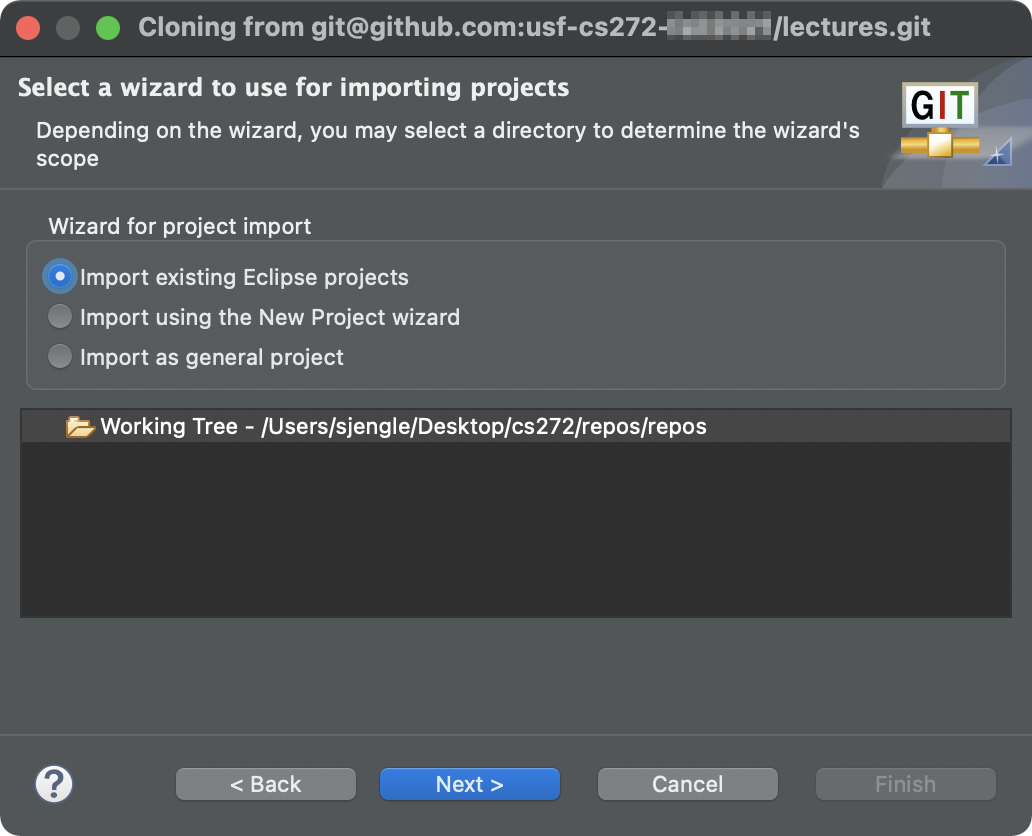 Cloning from git@github.com:usf-cs272-/lectures.git
Select a wizard to use for importing projects
Depending on the wizard, you may select a directory to determine the wizard's
scope
GIT
Wizard for project import
Import existing Eclipse projects
Import using the New Project wizard
Import as general project
Working Tree - /Users/sjengle/Desktop/cs272/repos/repos
?
< Back
Next >
Cancel
Finish